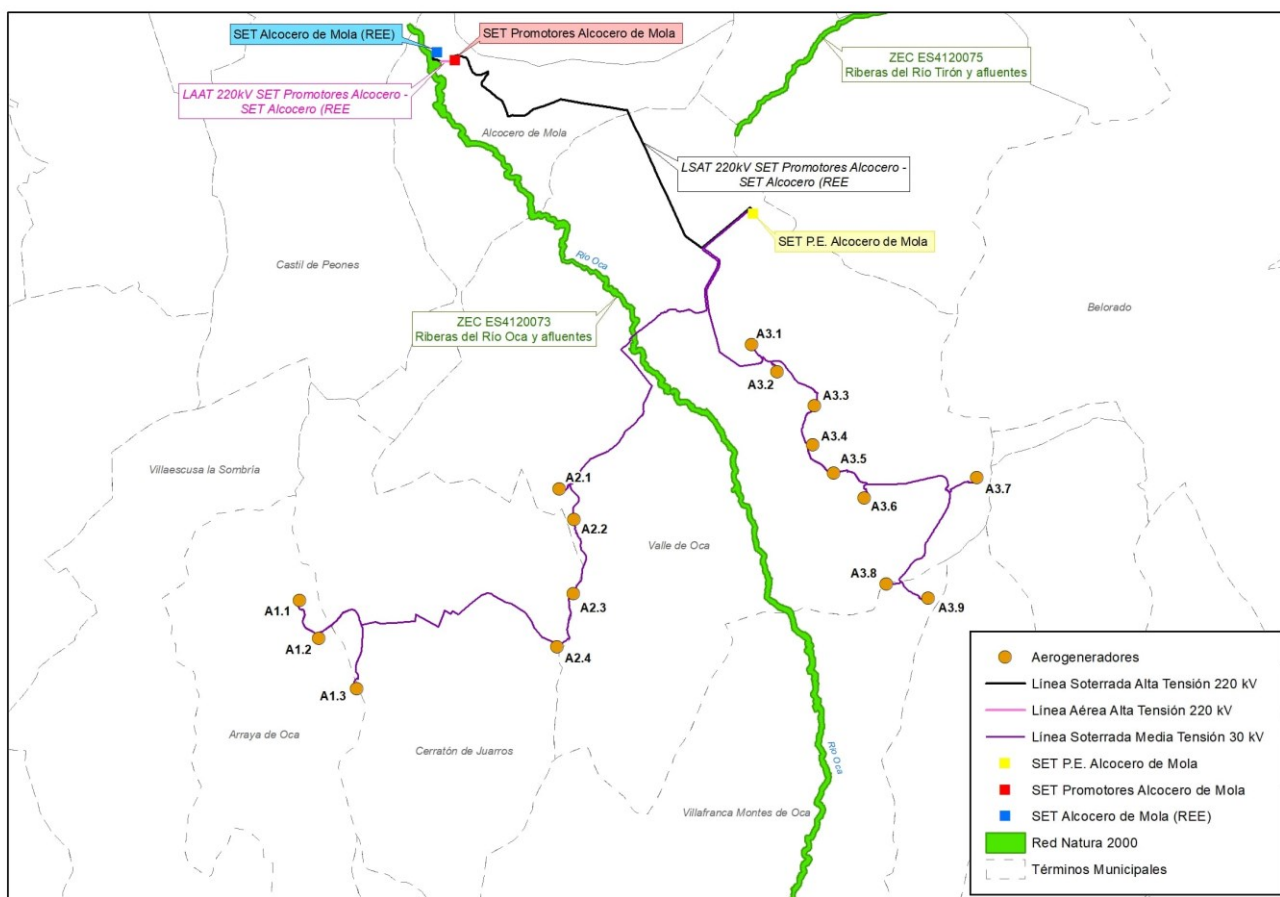 SET Alcocero de Mola (REE)
SET Promotores Alcocero de Mola
ZEC ES4120075
Riberas del Río Tirón y afluentes
LAAT 220kV SET Promotores Alcocero -
SET Alcocero (REE
Alcocero de Mola
LSAT 220kV SET Promotores Alcocero -
SET Alcocero (REE
SET P.E. Alcocero de Mola
Castil de Peones
Río Oca
Belorado
ZEC ES4120073
Riberas del Río Oca y afluentes
A3.1
A3.2
A3.3
A3.4
A3.5
A3.6
A3.7
Villaescusa la Sombría
A2.1
A2.2
Valle de Oca
A3.8
A3.9
A2.3
A2.4
A1.1
A1.2
A1.3
Arraya de Oca
Cerratón de Juarros
Río Oca
Villafranca Montes de Oca
Aerogeneradores
Línea Soterrada Alta Tensión 220 kV
Línea Aérea Alta Tensión 220 kV
Línea Soterrada Media Tensión 30 kV
SET P.E. Alcocero de Mola
SET Promotores Alcocero de Mola
SET Alcocero de Mola (REE)
Red Natura 2000
Términos Municipales